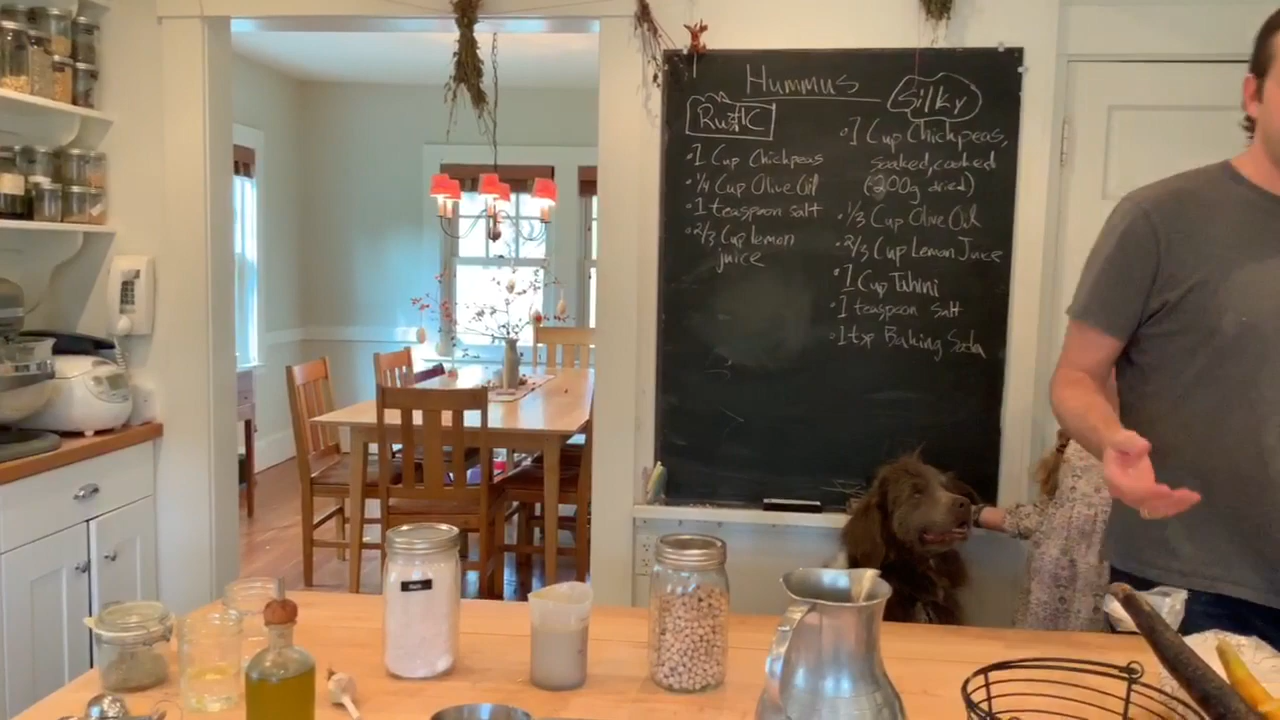 Hummus
Rustic
•1 Cup Chickpeas
•1/4 Cup Olive Oil
•1 teaspoon salt
•2/3 Cup lemon
juice
Silky
•1 Cup Chickpeas,
soaked, cooked
(200g dried)
•1/3 Cup Olive Oil
•2/3 Cup Lemon Juice
•1 Cup Tahini
•1 teaspoon Salt
•1 tsp Baking Soda